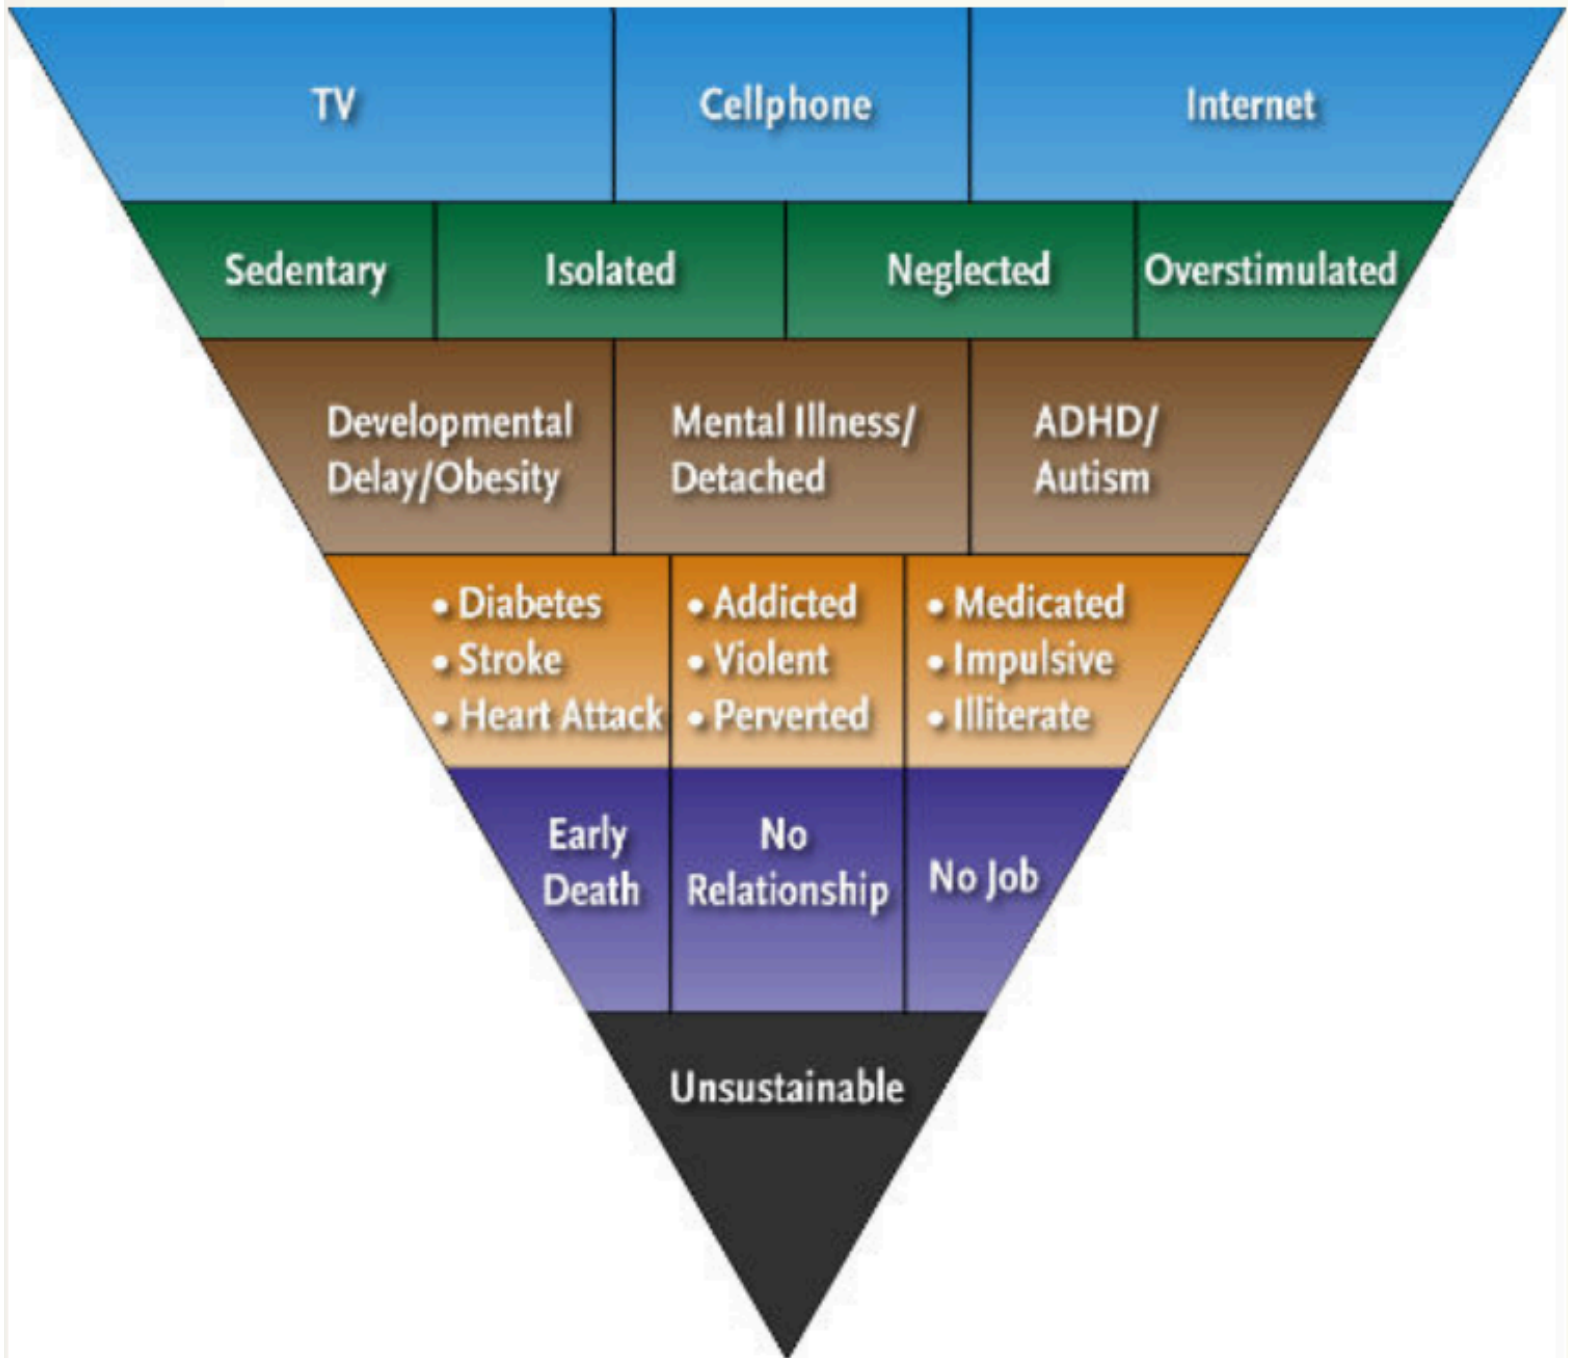 TV
Cellphone
Internet
Sedentary
Isolated
Neglected
Overstimulated
Developmental
Delay/Obesity
Mental Illness/
Detached
ADHD/
Autism
• Diabetes
• Stroke
• Heart Attack
• Addicted
• Violent
• Perverted
• Medicated
• Impulsive
• Illiterate
Early
Death
No
Relationship
No Job
Unsustainable